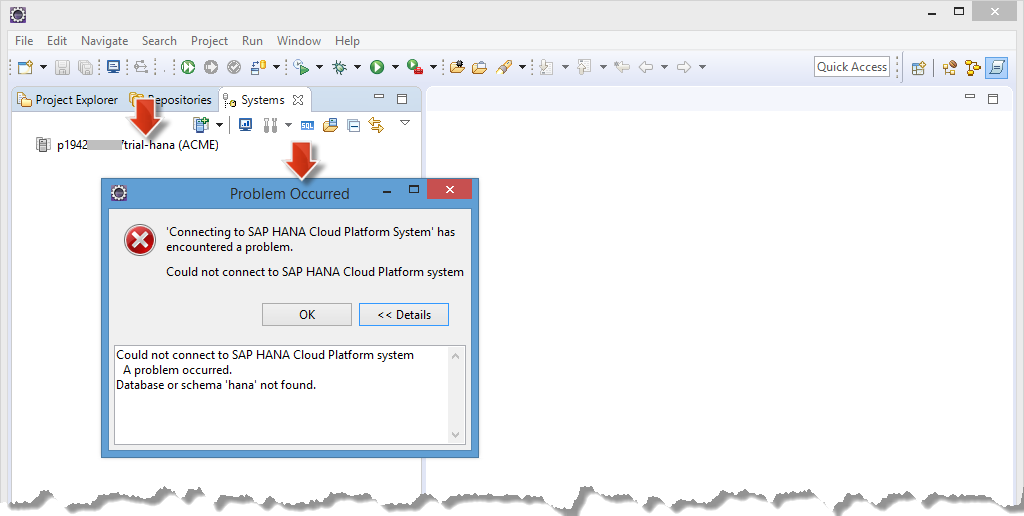 File Edit Navigate Search Project Run Window Help
Quick Access
Project Explorer Repositories Systems
SQL
p1942 /trial-hana (ACME)
Problem Occurred
'Connecting to SAP HANA Cloud Platform System' has
encountered a problem.
Could not connect to SAP HANA Cloud Platform system
OK << Details
Could not connect to SAP HANA Cloud Platform system
A problem occurred.
Database or schema 'hana' not found.